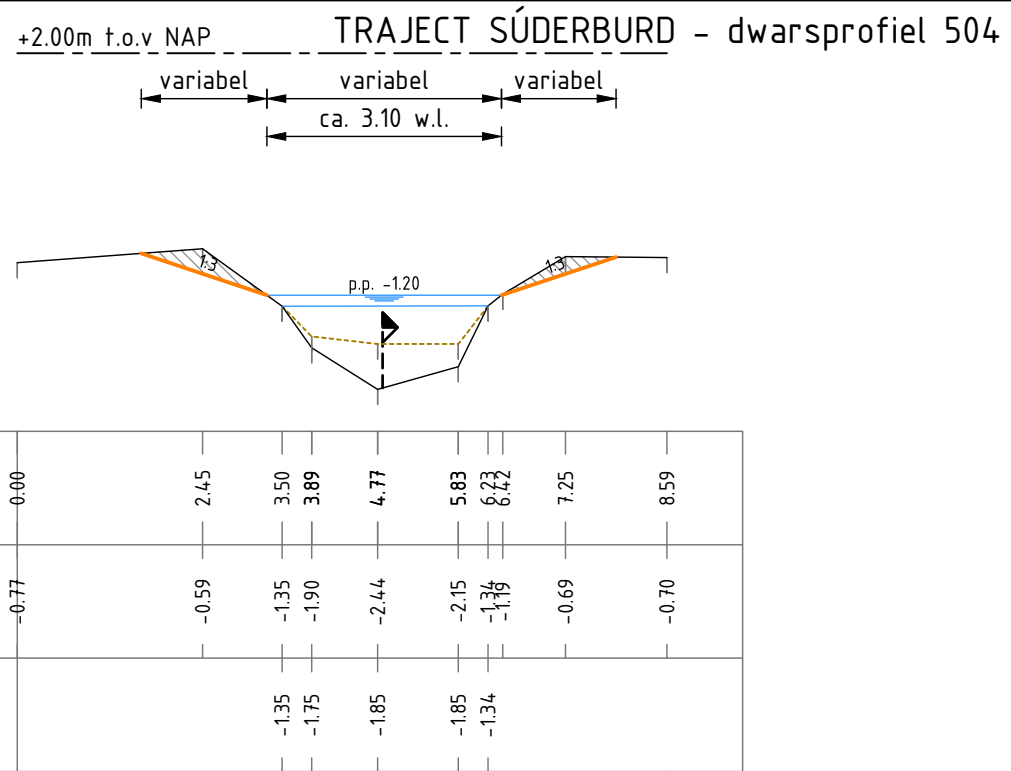 +2.00m t.o.v NAP
TRAJECT SÚDERBURD - dwarsprofiel 504
variabel variabel variabel
ca. 3.10 w.l.
1:3 1:3
p.p. -1.20
0.00 2.45 3.50 3.89 4.77 5.83 6.23 6.42 7.25 8.59
-0.77 -0.59 -1.35 -1.90 -2.44 -2.15 -1.34 -1.19 -0.69 -0.70
-1.35 -1.75 -1.85 -1.85 -1.34